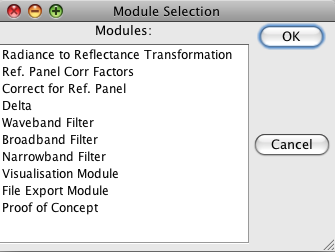 Module Selection
Modules:
OK
Radiance to Reflectance Transformation
Ref. Panel Corr Factors
Correct for Ref. Panel
Delta
Waveband Filter
Broadband Filter
Narrowband Filter
Cancel
Visualisation Module
File Export Module
Proof of Concept